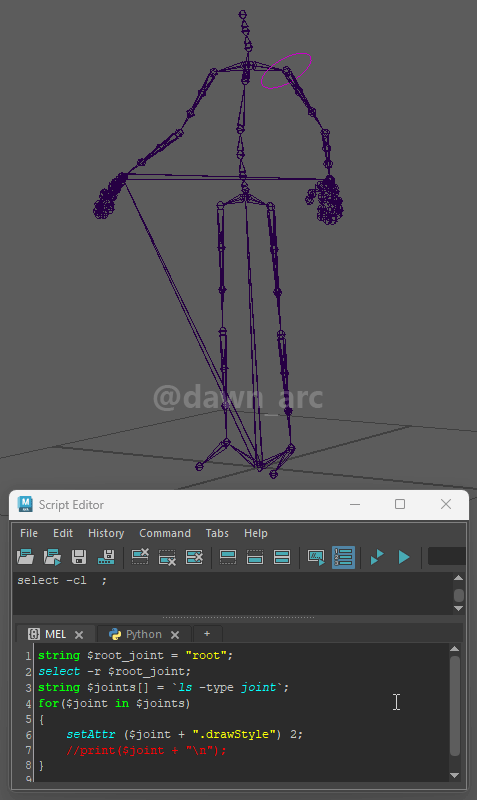 @dawn_arc
Script Editor
File Edit History Command Tabs Help
select -cl  ;
MEL Python +
1 string $root_joint = "root";
2 select -r $root_joint;
3 string $joints[] = `ls -type joint`;
4 for($joint in $joints)
5 {
6     setAttr ($joint + ".drawStyle") 2;
7     //print($joint + "\n");
8 }
9